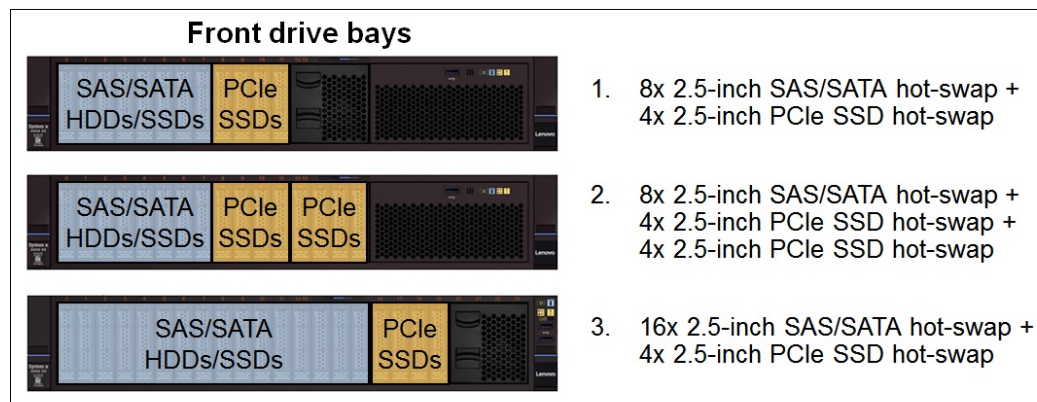 Front drive bays
SAS/SATA
HDDs/SSDs
PCIe
SSDs
Lenovo
1. 8x 2.5-inch SAS/SATA hot-swap +
4x 2.5-inch PCIe SSD hot-swap
SAS/SATA
HDDs/SSDs
PCIe
SSDs
PCIe
SSDs
Lenovo
2. 8x 2.5-inch SAS/SATA hot-swap +
4x 2.5-inch PCIe SSD hot-swap +
4x 2.5-inch PCIe SSD hot-swap
SAS/SATA
HDDs/SSDs
PCIe
SSDs
Lenovo
3. 16x 2.5-inch SAS/SATA hot-swap +
4x 2.5-inch PCIe SSD hot-swap